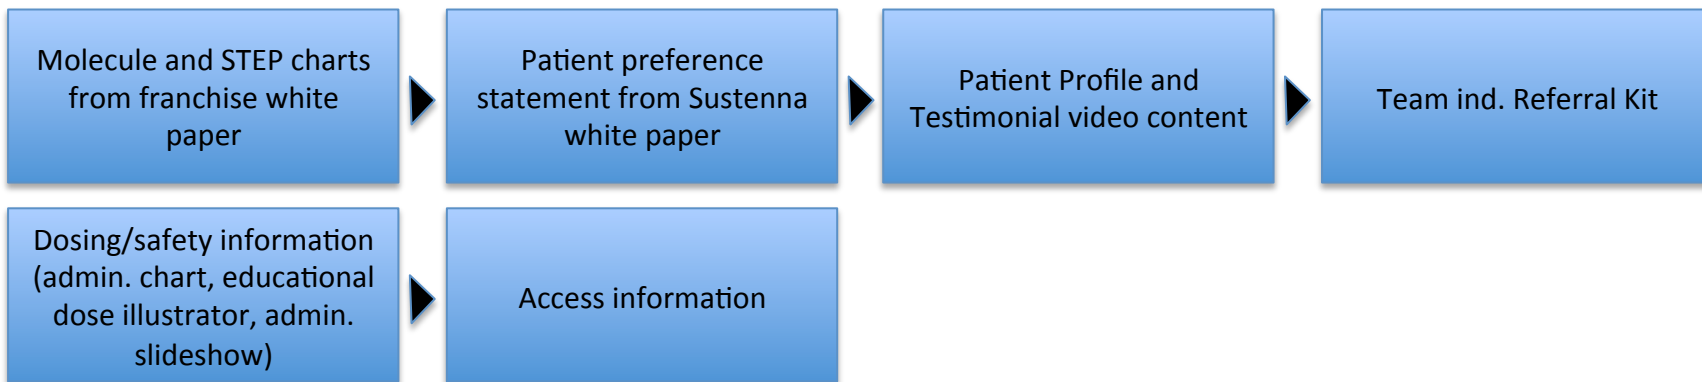 Molecule and STEP charts
from franchise white
paper
Patient preference
statement from Sustenna
white paper
Patient Profile and
Testimonial video content
Team ind. Referral Kit
Dosing/safety information
(admin. chart, educational
dose illustrator, admin.
slideshow)
Access information